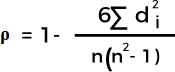 ρ = 1 - 6∑ d²ᵢ / n(n² - 1)